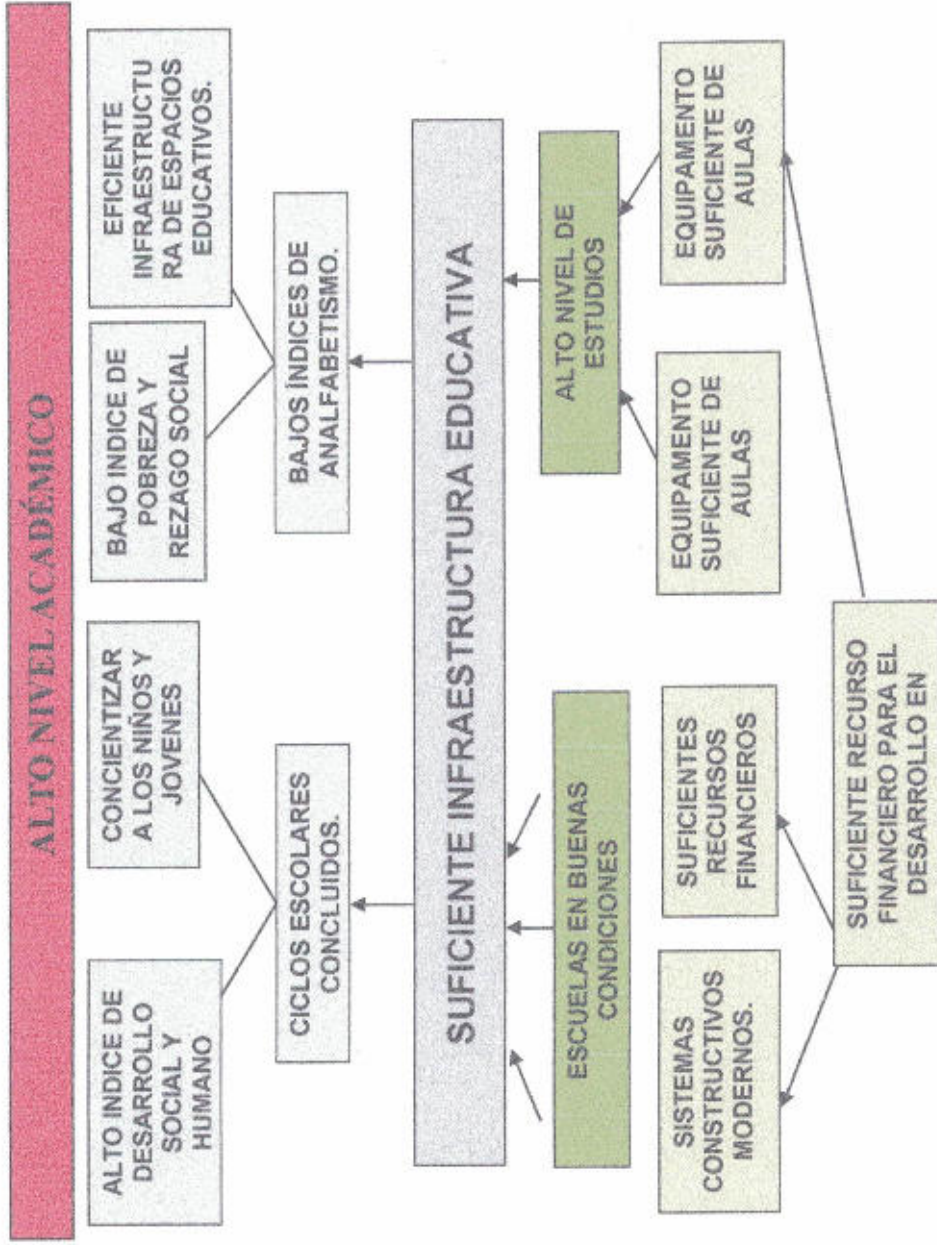 ALTO NIVEL ACADÉMICO
ALTO INDICE DE
DESARROLLO
SOCIAL Y
HUMANO
CONCIENTIZAR
A LOS NIÑOS Y
JOVENES
BAJO INDICE DE
POBREZA Y
REZAGO SOCIAL
EFICIENTE
INFRAESTRUCTU
RA DE ESPACIOS
EDUCATIVOS.
CICLOS ESCOLARES
CONCLUIDOS.
BAJOS ÍNDICES DE
ANALFABETISMO.
SUFICIENTE INFRAESTRUCTURA EDUCATIVA
ESCUELAS EN BUENAS
CONDICIONES
ALTO NIVEL DE
ESTUDIOS
SISTEMAS
CONSTRUCTIVOS
MODERNOS.
SUFICIENTES
RECURSOS
FINANCIEROS
EQUIPAMENTO
SUFICIENTE DE
AULAS
EQUIPAMENTO
SUFICIENTE DE
AULAS
SUFICIENTE RECURSO
FINANCIERO PARA EL
DESARROLLO EN